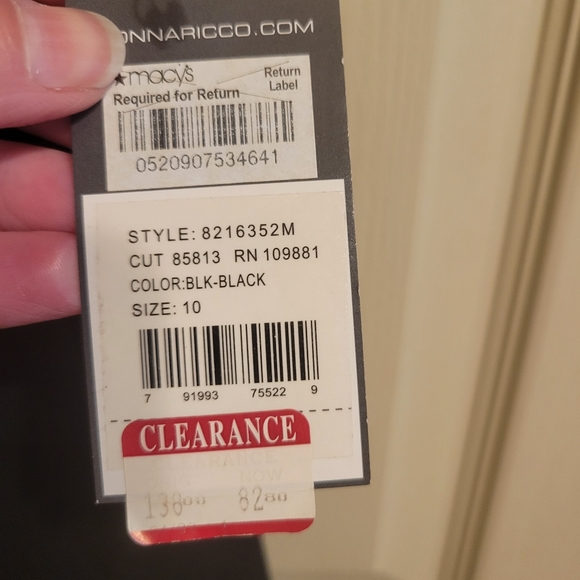 ONNARICCO.COM
★macy's
Return
Label
Required for Return
0520907534641
STYLE: 8216352M
CUT 85813 RN 109881
COLOR:BLK-BLACK
SIZE: 10
7 91993 75522 9
CLEARANCE
NOW
138⁰⁰ 82⁸⁰